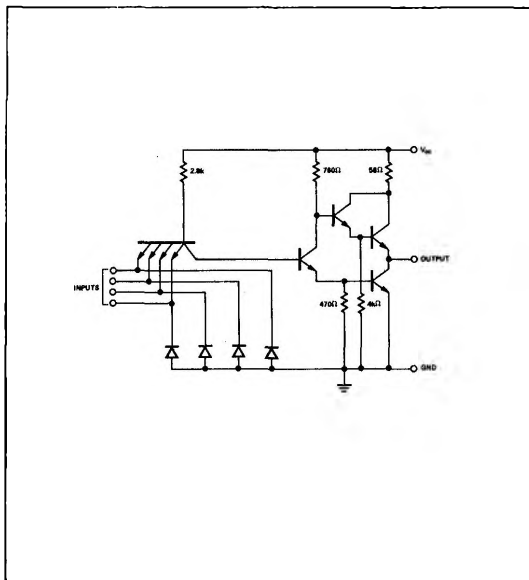 Vcc
2.8k
760Ω
58Ω
OUTPUT
INPUTS
470Ω
4kΩ
GND